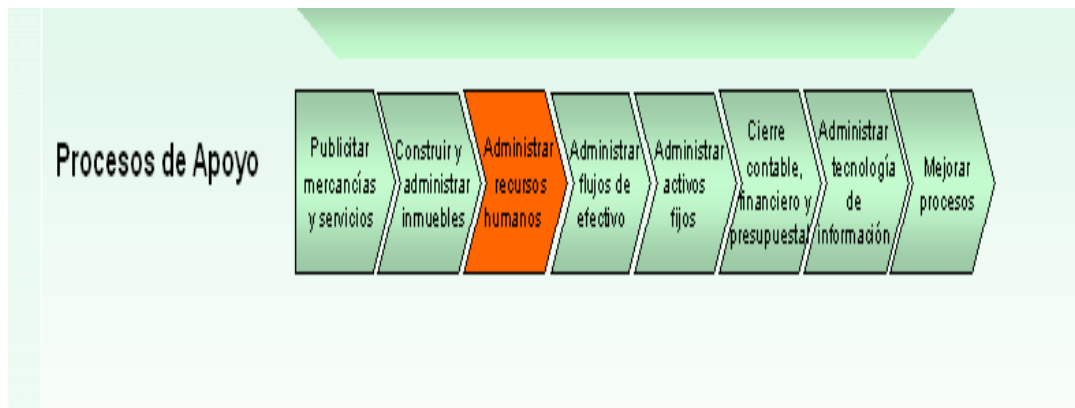 Procesos de Apoyo
Publicitar
mercancías
y servicios
Construir y
administrar
inmuebles
Administrar
recursos
humanos
Administrar
flujos de
efectivo
Administrar
activos
fijos
Cierre
contable,
financiero y
presupuestal
Administrar
tecnología
de
información
Mejorar
procesos